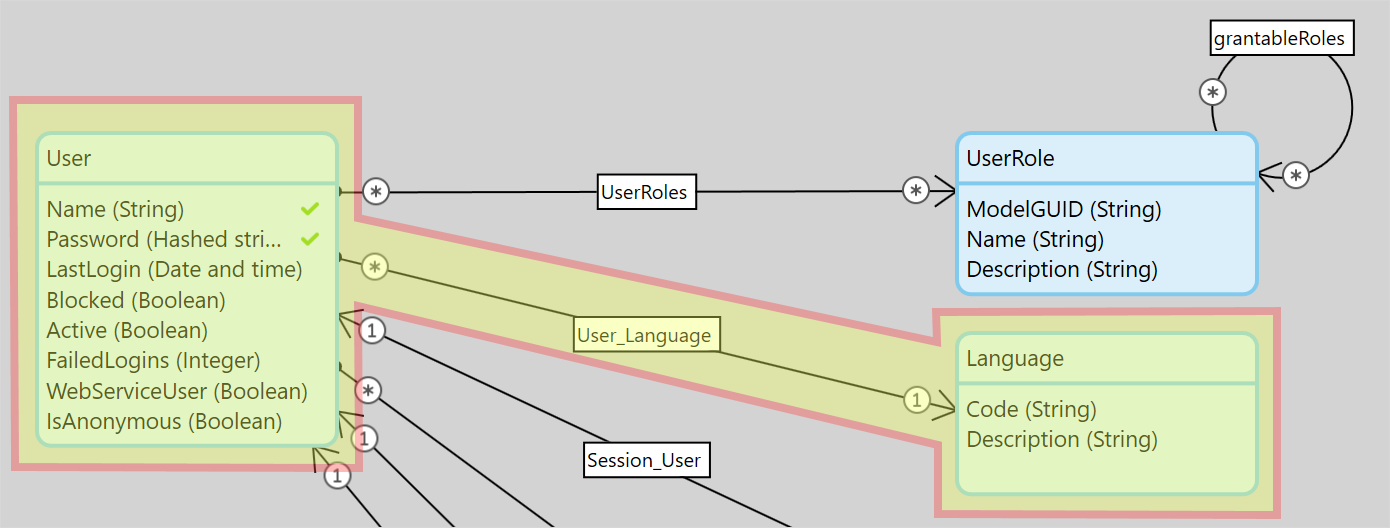 grantableRoles
User
Name (String)
Password (Hashed stri...
LastLogin (Date and time)
Blocked (Boolean)
Active (Boolean)
FailedLogins (Integer)
WebServiceUser (Boolean)
IsAnonymous (Boolean)
*
UserRoles
*
UserRole
ModelGUID (String)
Name (String)
Description (String)
*
*
*
User_Language
1
Language
Code (String)
Description (String)
1
Session_User
*
1
1